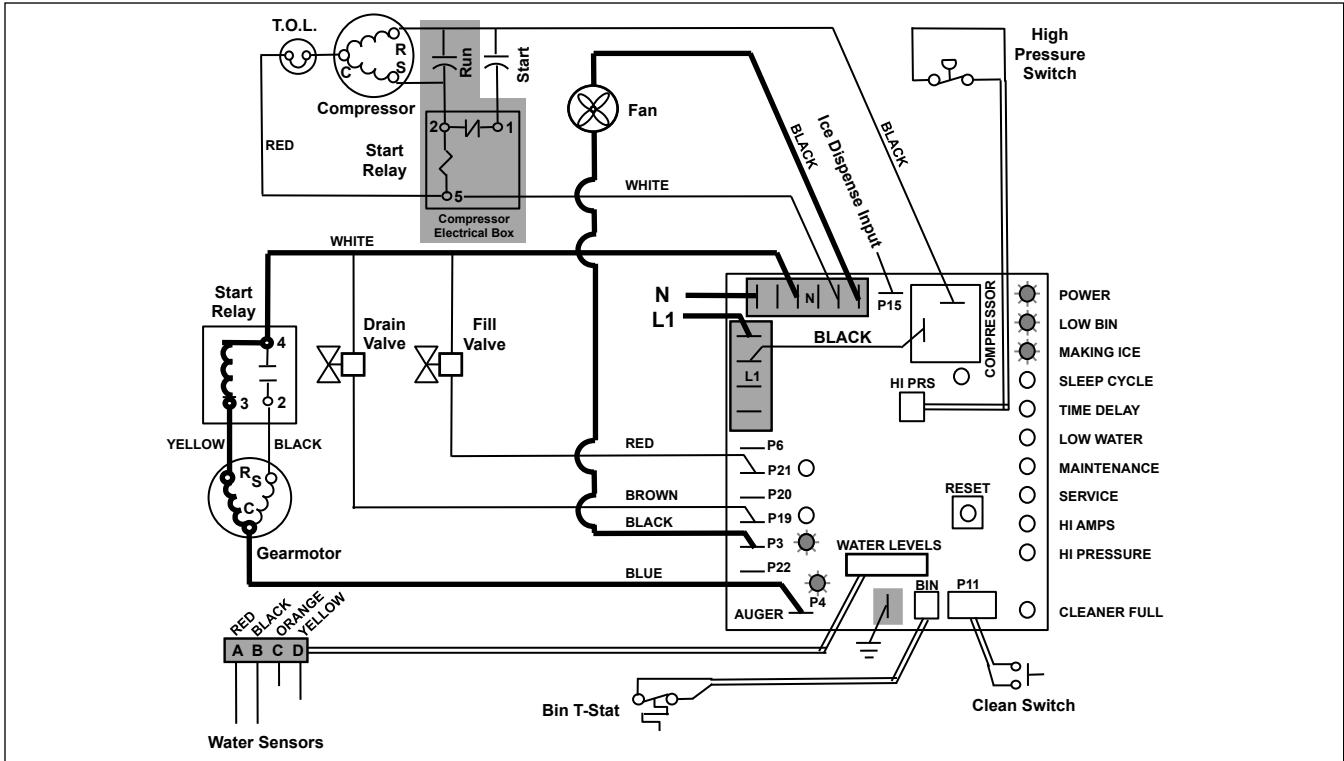 T.O.L.
R
S
C
Compressor
Run
Start
High
Pressure
Switch
Fan
2
1
RED
Start
Relay
5
Compressor
Electrical Box
WHITE
BLACK
Ice Dispense Input
BLACK
WHITE
N
L1
N
P15
COMPRESSOR
POWER
LOW BIN
MAKING ICE
SLEEP CYCLE
TIME DELAY
LOW WATER
MAINTENANCE
SERVICE
HI AMPS
HI PRESSURE
CLEANER FULL
Start
Relay
4
3
2
Drain
Valve
Fill
Valve
BLACK
L1
HI PRS
YELLOW
BLACK
R
S
C
Gearmotor
RED
BROWN
BLACK
BLUE
P6
P21
P20
P19
P3
P22
P4
AUGER
RESET
WATER LEVELS
BIN
P11
RED
BLACK
ORANGE
YELLOW
A B C D
Water Sensors
Bin T-Stat
Clean Switch